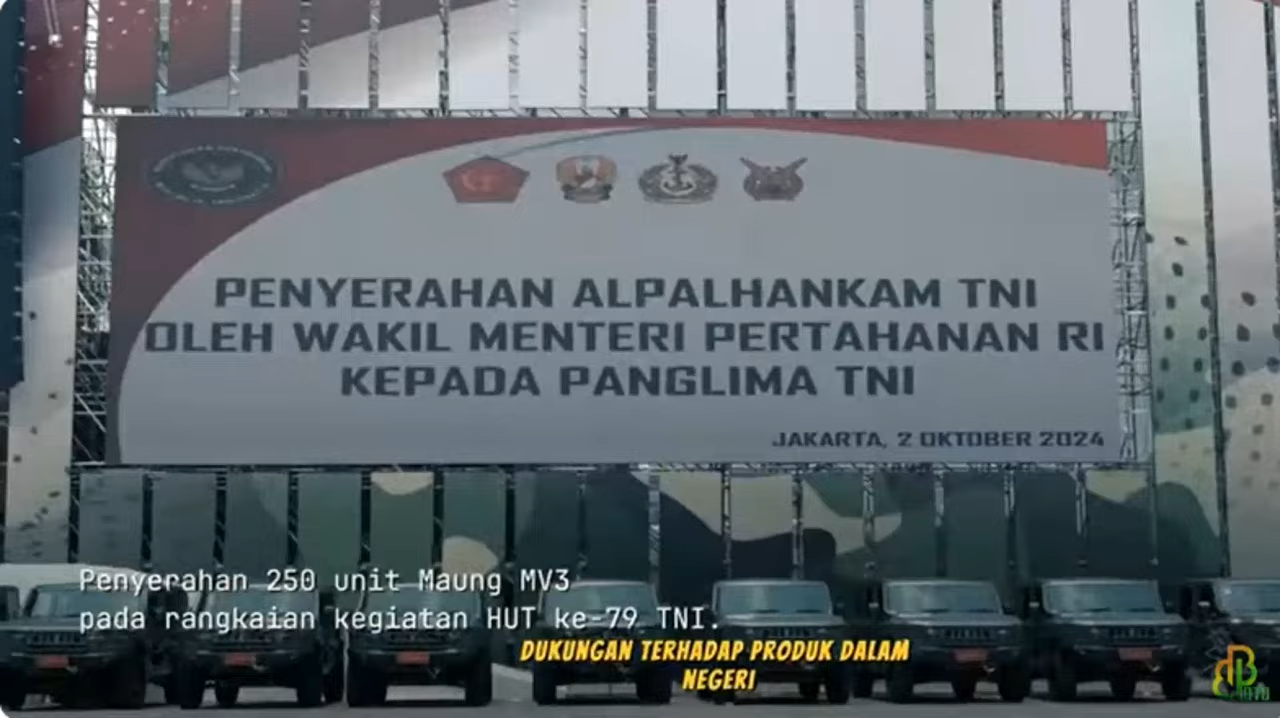 PENYERAHAN ALPALHANKAM TNI
OLEH WAKIL MENTERI PERTAHANAN RI
KEPADA PANGLIMA TNI
JAKARTA, 2 OKTOBER 2024
Penyerahan 250 unit Maung MV3
pada rangkaian kegiatan HUT ke-79 TNI.
DUKUNGAN TERHADAP PRODUK DALAM
NEGERI